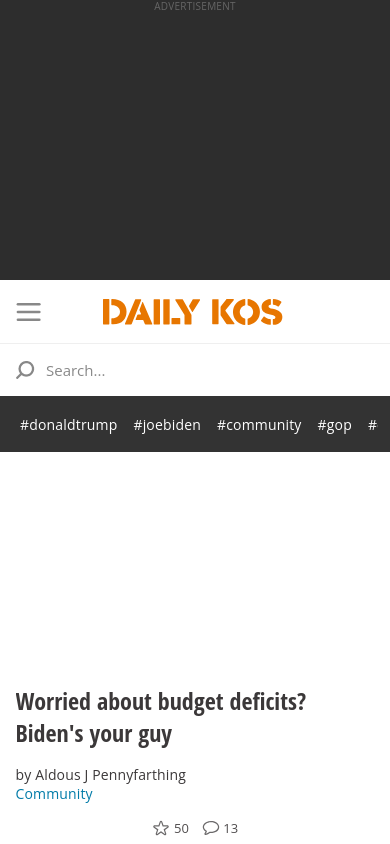 ADVERTISEMENT
DAILY KOS
Search...
#donaldtrump #joebiden #community #gop #
Worried about budget deficits?
Biden's your guy
by Aldous J Pennyfarthing
Community
50 13